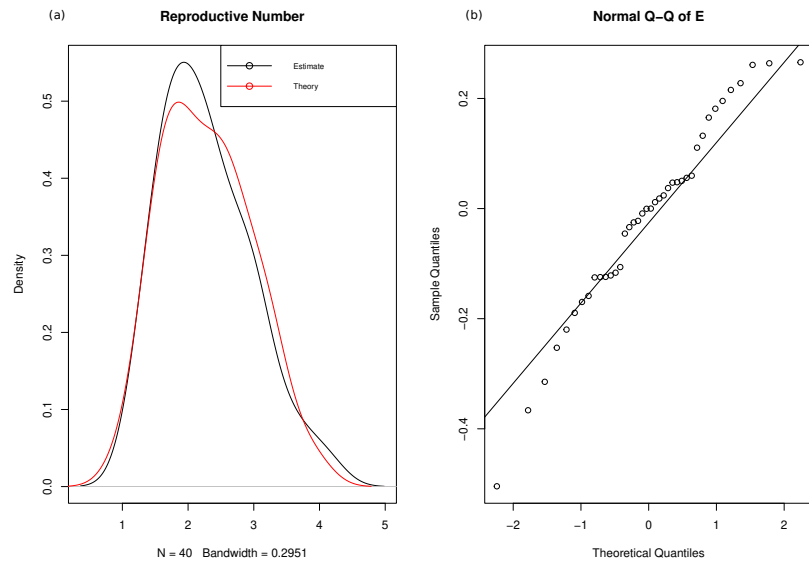 (a)
Reproductive Number
Estimate
Theory
Density
0.0
0.1
0.2
0.3
0.4
0.5
1
2
3
4
5
N = 40 Bandwidth = 0.2951
(b)
Normal Q−Q of E
Sample Quantiles
−0.4
−0.2
0.0
0.2
−2
−1
0
1
2
Theoretical Quantiles